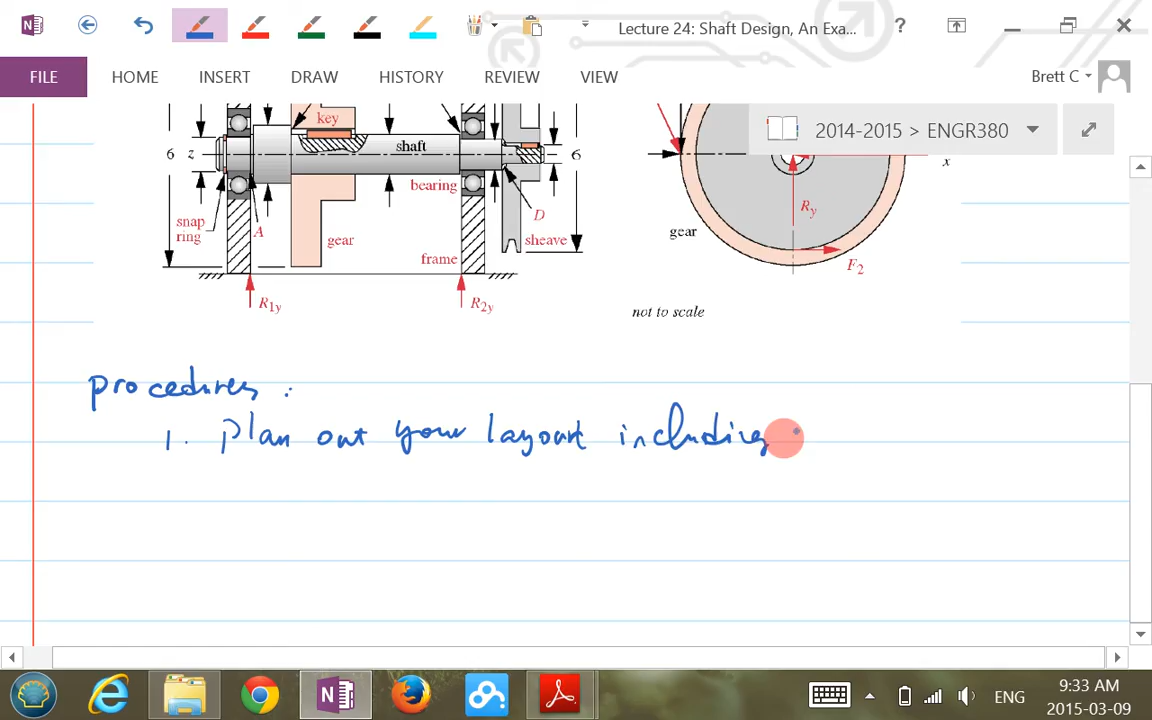 Lecture 24: Shaft Design, An Exa...
?
FILE
HOME
INSERT
DRAW
HISTORY
REVIEW
VIEW
Brett C
2014-2015 > ENGR380
key
6
z
shaft
6
x
bearing
snap
ring
A
D
gear
sheave
frame
R1y
R2y
Ry
gear
F2
not to scale
procedures :
1. plan out your layout including
ENG
9:33 AM
2015-03-09